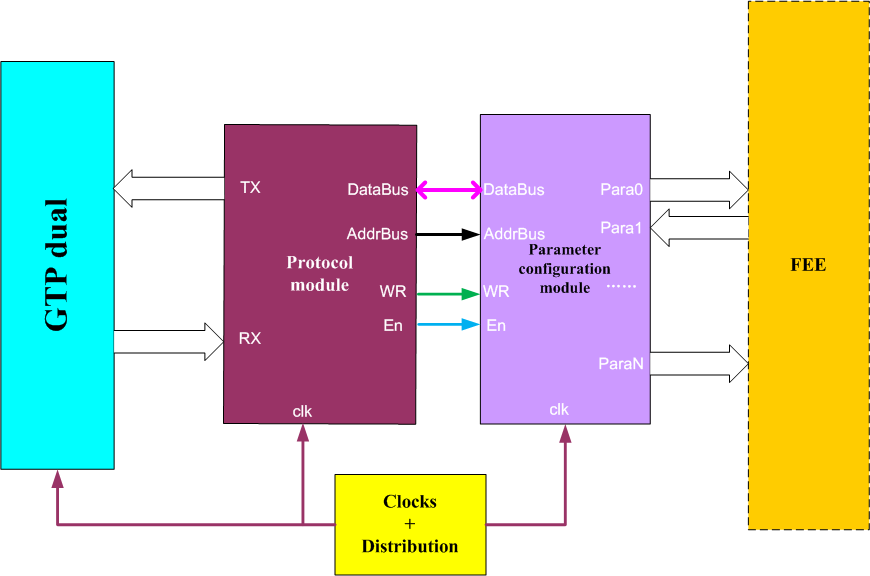 GTP dual
TX
RX
Protocol
module
DataBus
AddrBus
WR
En
clk
DataBus
AddrBus
WR
En
Parameter
configuration
module
Para0
Para1
......
ParaN
clk
FEE
Clocks
+
Distribution